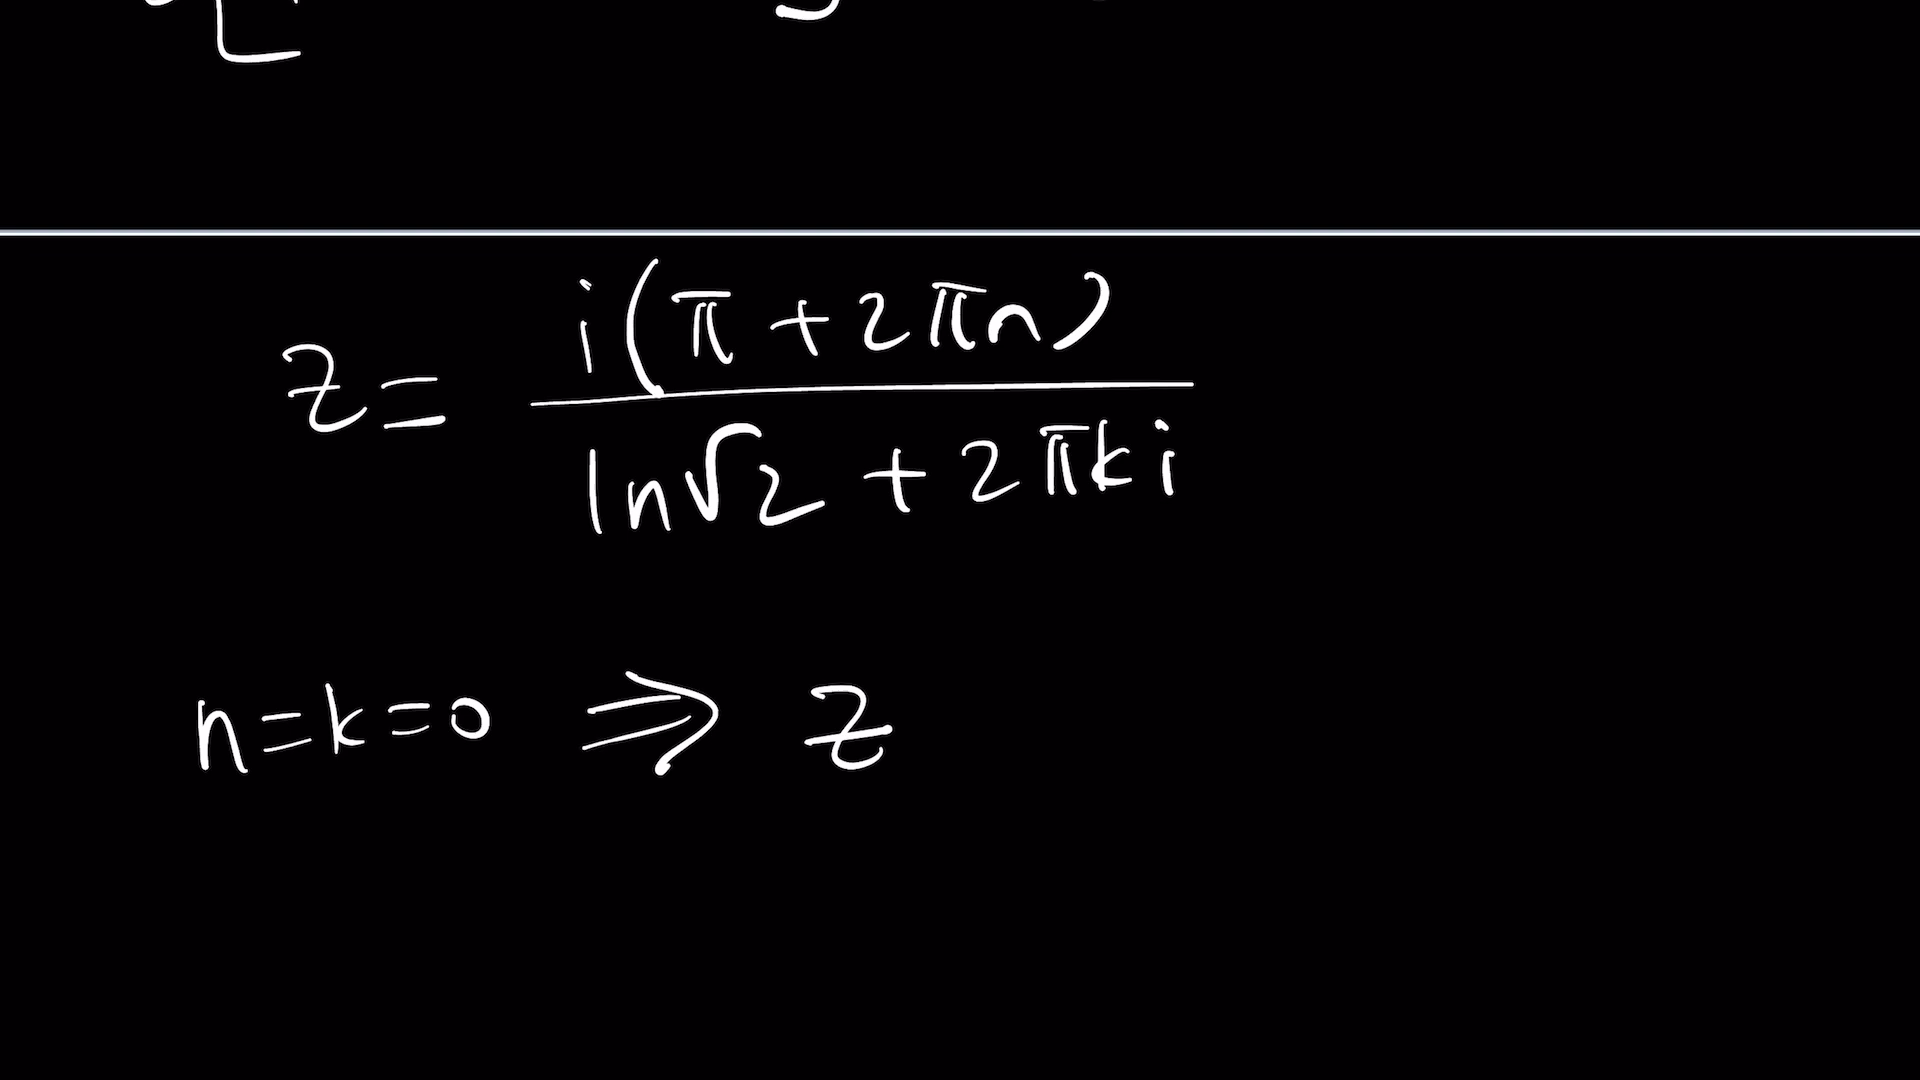 z = i(π + 2πn) / ln√2 + 2πki
n = k = 0 ⇒ z